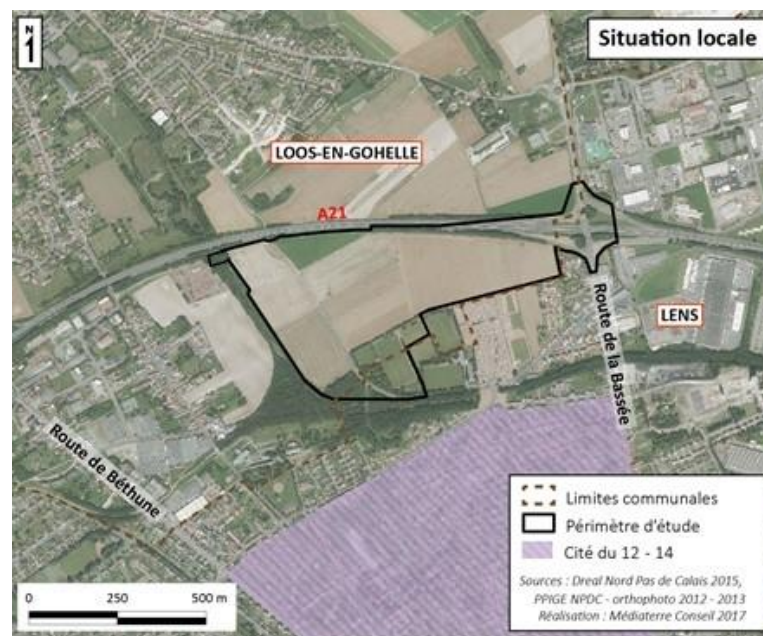 N
1
Situation locale
LOOS-EN-GOHELLE
A21
LENS
Route de la Bassée
Route de Béthune
Limites communales
Périmètre d'étude
Cité du 12 - 14
Sources : Dreal Nord Pas de Calais 2015,
PPIGE NPDC - orthophoto 2012 - 2013
Réalisation : Médiaterre Conseil 2017
0 250 500 m